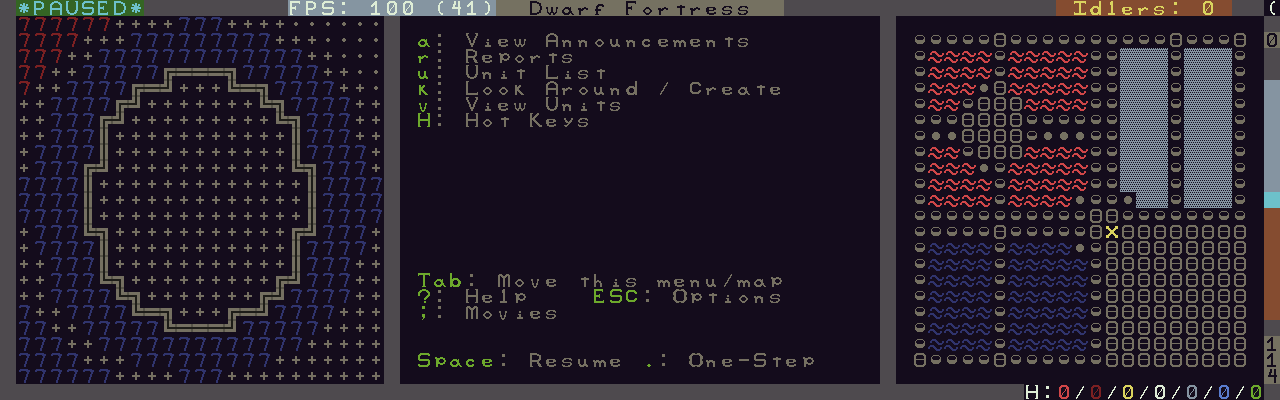 *PAUSED* FPS: 100 (41) Dwarf Fortress Idlers: 0 (
a: View Announcements
r: Reports
u: Unit List
k: Look Around / Create
v: View Units
H: Hot Keys
Tab: Move this menu/map
?: Help ESC: Options
;: Movies
Space: Resume .: One-Step
0
114
H:0/0/0/0/0/0/0